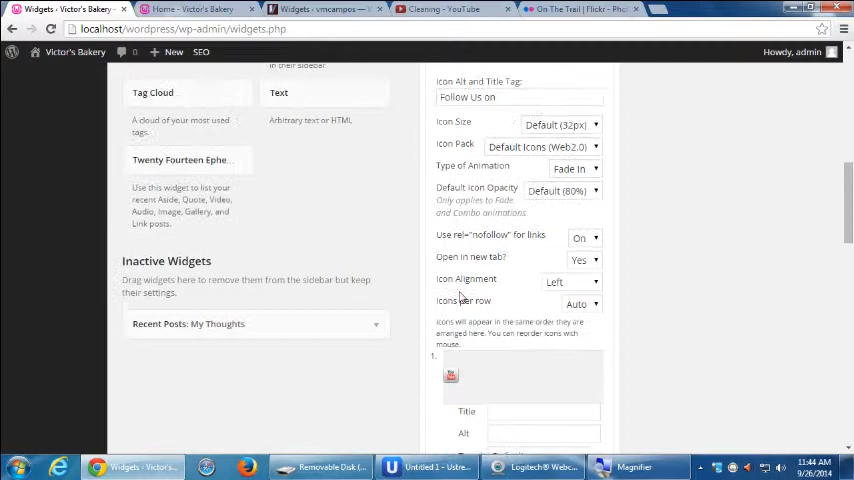 Widgets ‹ Victor's Bakery
Home - Victor's Bakery
Widgets ‹ vmcampos — W
Cleaning - YouTube
On The Trail | Flickr - Pho
localhost/wordpress/wp-admin/widgets.php
Victor's Bakery
0
New
SEO
Howdy, admin
in their sidebar
Tag Cloud
Text
A cloud of your most used
tags.
Arbitrary text or HTML
Twenty Fourteen Ephe...
Use this widget to list your
recent Aside, Quote, Video,
Audio, Image, Gallery, and
Link posts.
Inactive Widgets
Drag widgets here to remove them from the sidebar but keep
their settings.
Recent Posts: My Thoughts
Icon Alt and Title Tag:
Follow Us on
Icon Size
Default (32px)
Icon Pack
Default Icons (Web2.0)
Type of Animation
Fade In
Default Icon Opacity
Default (80%)
Only applies to Fade
and Combo animations
Use rel="nofollow" for links
On
Open in new tab?
Yes
Icon Alignment
Left
Icons per row
Auto
Icons will appear in the same order they are
arranged here. You can reorder icons with
mouse.
1.
You
Title
Alt
Widgets ‹ Victor's...
Removable Disk (...
Untitled 1 - Ustre...
Logitech® Webc...
Magnifier
11:44 AM
9/26/2014